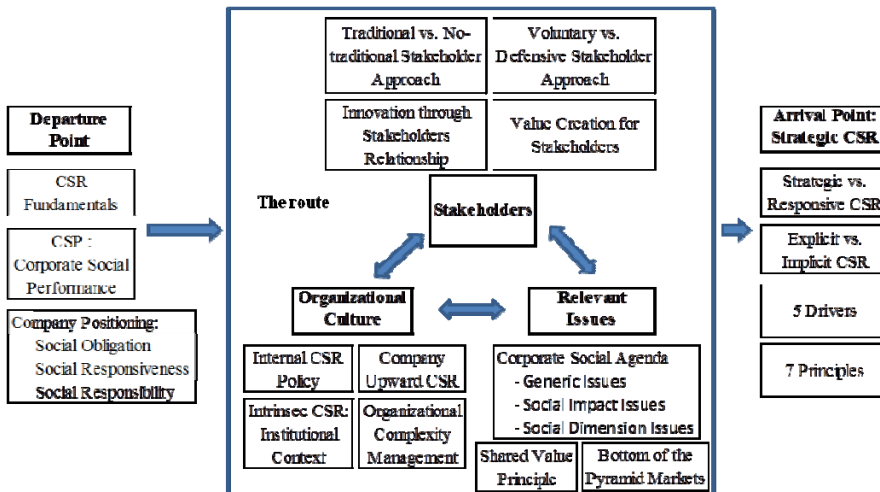 Departure
Point
CSR
Fundamentals
CSP :
Corporate Social
Performance
Company Positioning:
Social Obligation
Social Responsiveness
Social Responsibility
Traditional vs. No-
traditional Stakeholder
Approach
Voluntary vs.
Defensive Stakeholder
Approach
Innovation through
Stakeholders
Relationship
Value Creation for
Stakeholders
The route
Stakeholders
Organizational
Culture
Relevant
Issues
Internal CSR
Policy
Company
Upward CSR
Intrinsec CSR:
Institutional
Context
Organizational
Complexity
Management
Corporate Social Agenda
- Generic Issues
- Social Impact Issues
- Social Dimension Issues
Shared Value
Principle
Bottom of the
Pyramid Markets
Arrival Point:
Strategic CSR
Strategic vs.
Responsive CSR
Explicit vs.
Implicit CSR
5 Drivers
7 Principles